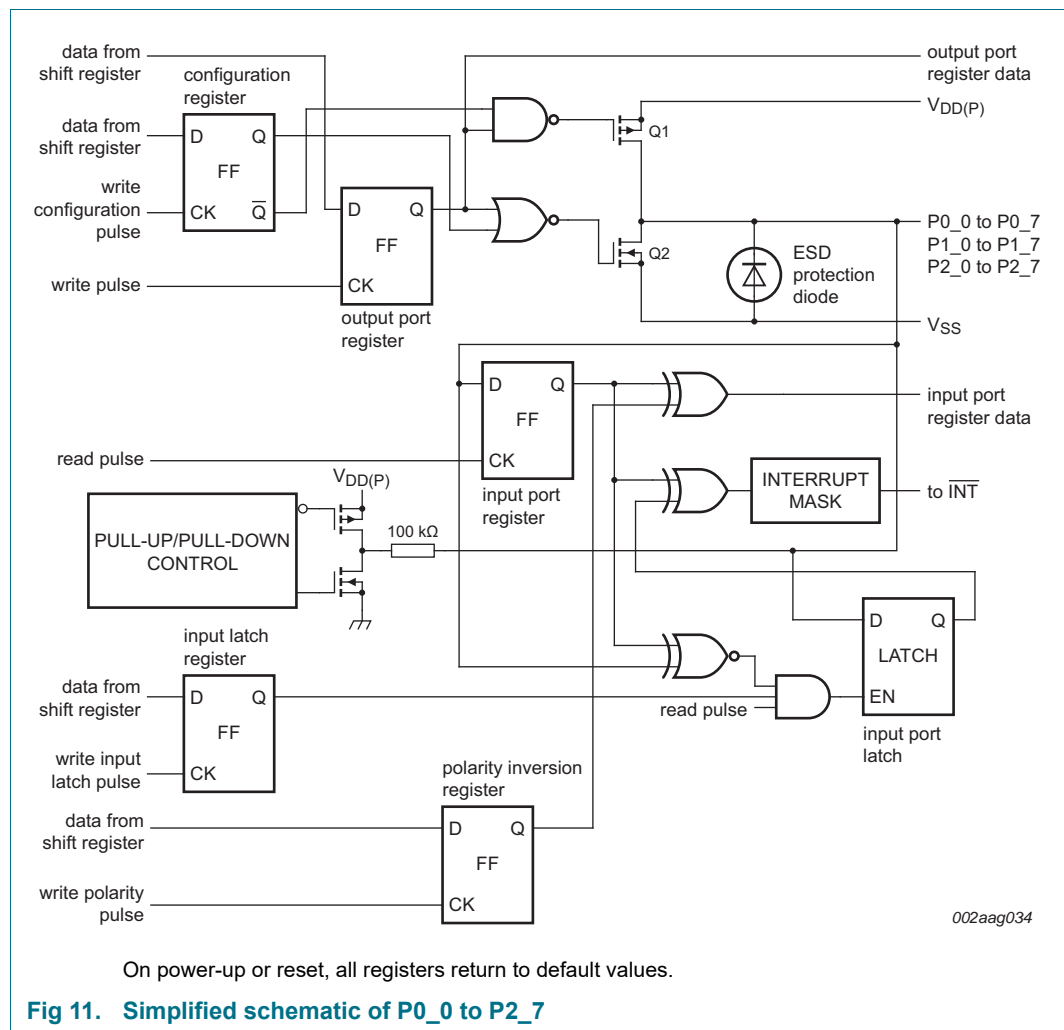 data from
shift register
configuration
register
output port
register data
VDD(P)
data from
shift register
D
Q
FF
CK
Q̅
write
configuration
pulse
D
Q
FF
CK
Q1
Q2
ESD
protection
diode
P0_0 to P0_7
P1_0 to P1_7
P2_0 to P2_7
write pulse
output port
register
VSS
D
Q
FF
CK
input port
register data
read pulse
input port
register
INTERRUPT
MASK
to I̅N̅T̅
VDD(P)
100 kΩ
PULL-UP/PULL-DOWN
CONTROL
D
Q
LATCH
EN
input latch
register
data from
shift register
D
Q
FF
CK
read pulse
input port
latch
write input
latch pulse
polarity inversion
register
data from
shift register
D
Q
FF
CK
write polarity
pulse
002aag034
On power-up or reset, all registers return to default values.
Fig 11. Simplified schematic of P0_0 to P2_7